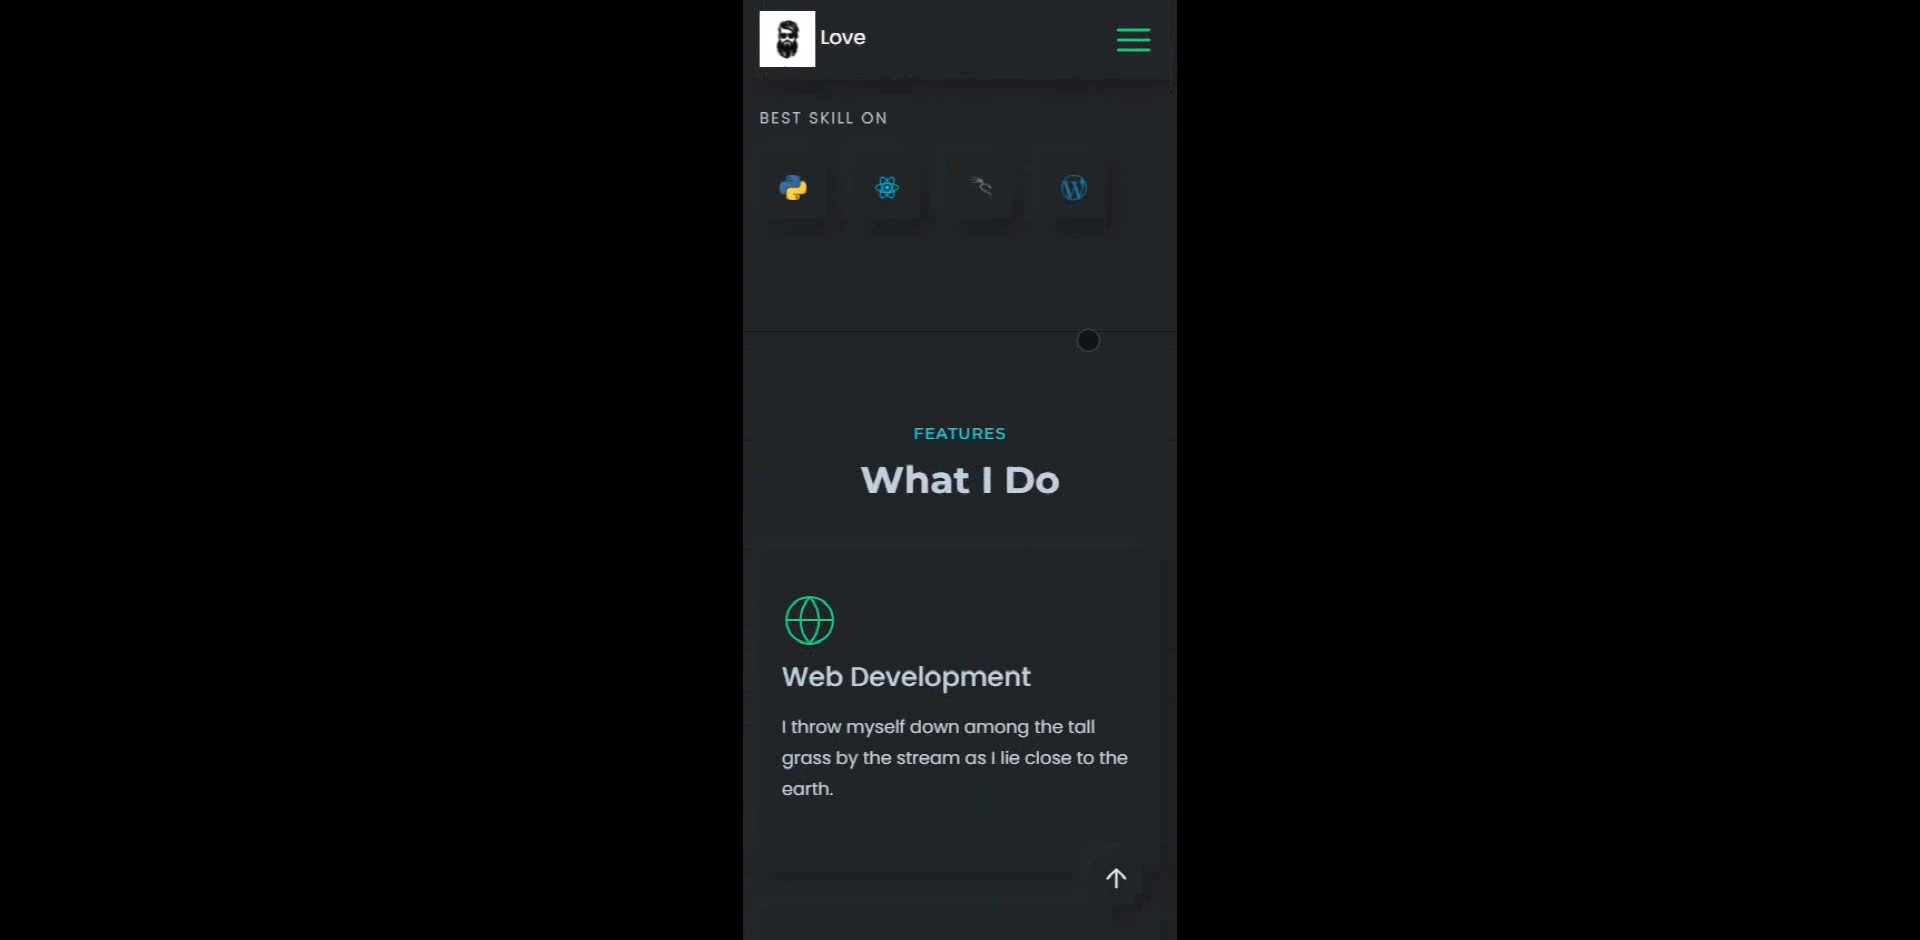 Love
BEST SKILL ON
FEATURES
What I Do
Web Development
I throw myself down among the tall
grass by the stream as I lie close to the
earth.